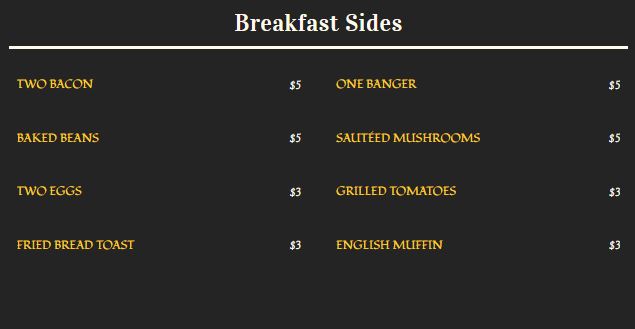 Breakfast Sides
TWO BACON $5
ONE BANGER $5
BAKED BEANS $5
SAUTÉED MUSHROOMS $5
TWO EGGS $3
GRILLED TOMATOES $3
FRIED BREAD TOAST $3
ENGLISH MUFFIN $3